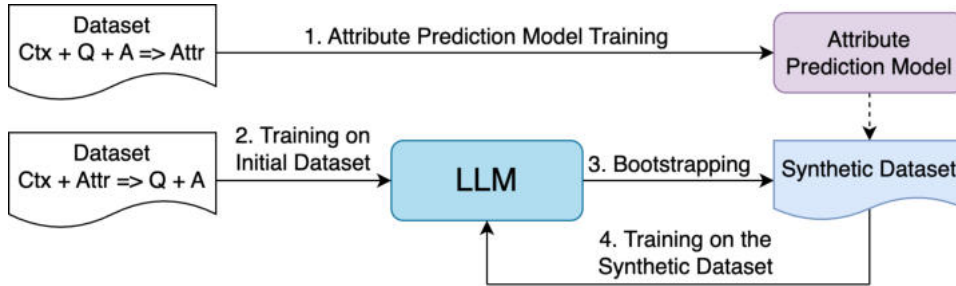 Dataset
Ctx + Q + A => Attr
1. Attribute Prediction Model Training
Attribute
Prediction Model
Dataset
Ctx + Attr => Q + A
2. Training on
Initial Dataset
LLM
3. Bootstrapping
Synthetic Dataset
4. Training on the
Synthetic Dataset